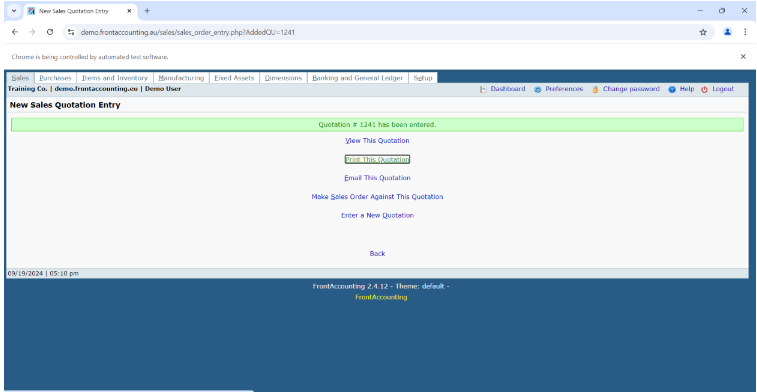 New Sales Quotation Entry
demo.frontaccounting.eu/sales/sales_order_entry.php?AddedQU=1241
Chrome is being controlled by automated test software.
Sales Purchases Items and Inventory Manufacturing Fixed Assets Dimensions Banking and General Ledger Setup
Training Co. | demo.frontaccounting.eu | Demo User Dashboard Preferences Change password Help Logout
New Sales Quotation Entry
Quotation # 1241 has been entered.
View This Quotation
Print This Quotation
Email This Quotation
Make Sales Order Against This Quotation
Enter a New Quotation
Back
09/19/2024 | 05:10 pm
FrontAccounting 2.4.12 - Theme: default -
FrontAccounting